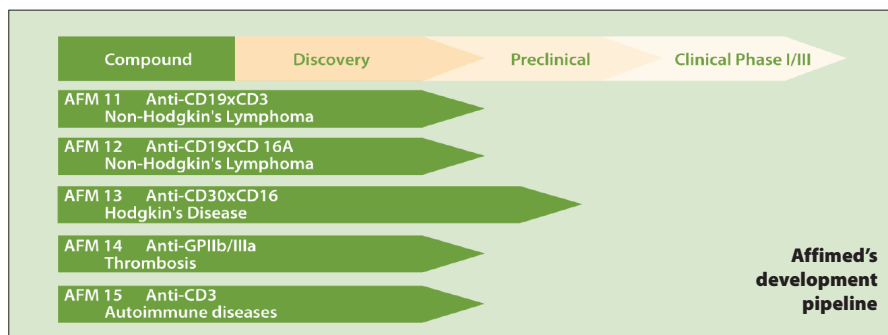 Compound Discovery Preclinical Clinical Phase I/III
AFM 11 Anti-CD19xCD3
Non-Hodgkin's Lymphoma
AFM 12 Anti-CD19xCD 16A
Non-Hodgkin's Lymphoma
AFM 13 Anti-CD30xCD16
Hodgkin's Disease
AFM 14 Anti-GPIIb/IIIa
Thrombosis
AFM 15 Anti-CD3
Autoimmune diseases
Affimed's
development
pipeline